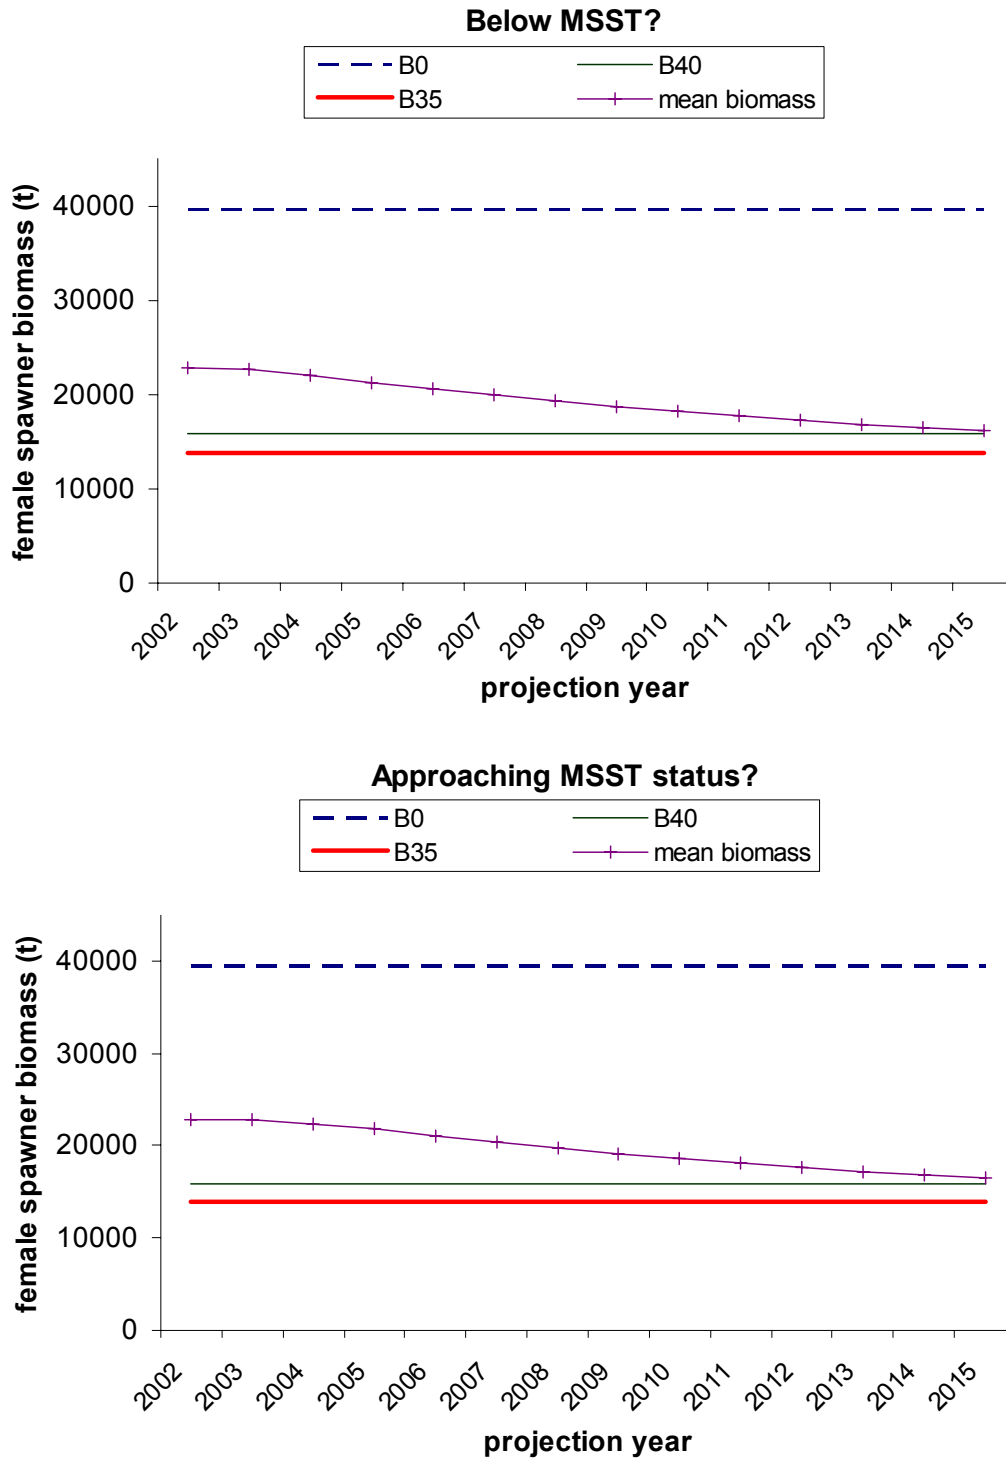 Below MSST?
B0 B40
B35 mean biomass
female spawner biomass (t)
40000
30000
20000
10000
0
2002 2003 2004 2005 2006 2007 2008 2009 2010 2011 2012 2013 2014 2015
projection year
Approaching MSST status?
B0 B40
B35 mean biomass
female spawner biomass (t)
40000
30000
20000
10000
0
2002 2003 2004 2005 2006 2007 2008 2009 2010 2011 2012 2013 2014 2015
projection year